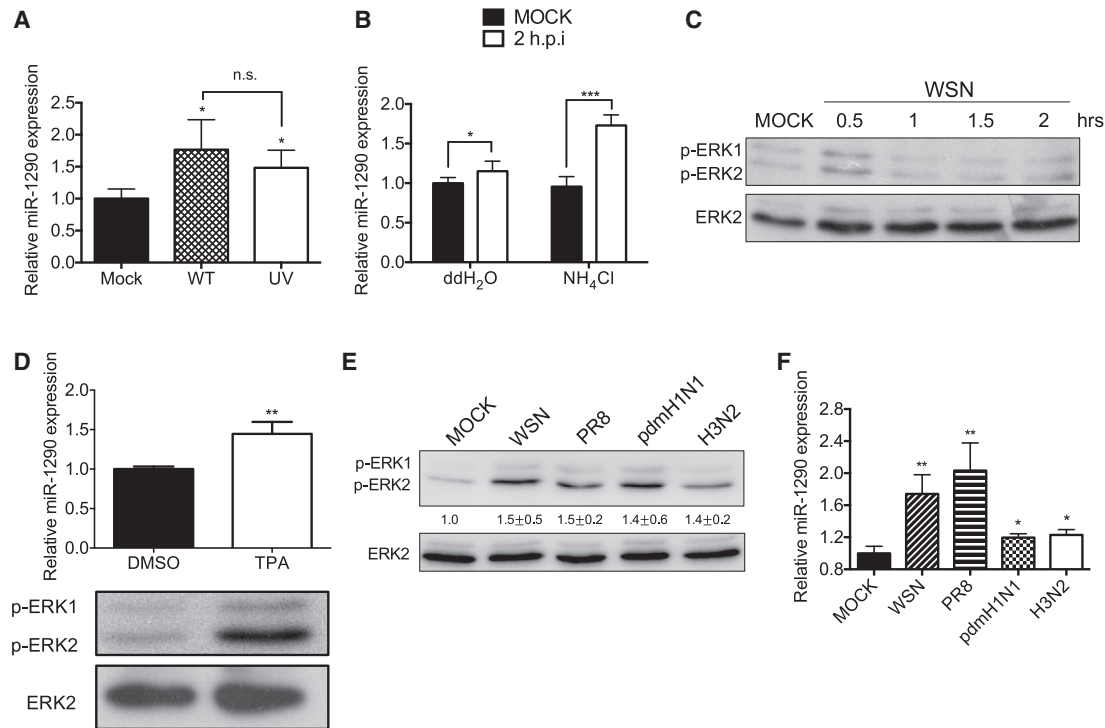 A
Relative miR-1290 expression
2.5
2.0
1.5
1.0
0.5
0.0
n.s.
*
*
Mock WT UV
B
MOCK
2 h.p.i
Relative miR-1290 expression
2.0
1.5
1.0
0.5
0.0
*
***
ddH₂O NH₄Cl
C
WSN
MOCK 0.5 1 1.5 2 hrs
p-ERK1
p-ERK2
ERK2
D
Relative miR-1290 expression
2.0
1.5
1.0
0.5
0.0
**
DMSO TPA
p-ERK1
p-ERK2
ERK2
E
MOCK WSN PR8 pdmH1N1 H3N2
p-ERK1
p-ERK2
1.0 1.5±0.5 1.5±0.2 1.4±0.6 1.4±0.2
ERK2
F
Relative miR-1290 expression
2.8
2.4
2.0
1.6
1.2
0.8
**
**
*
*
MOCK WSN PR8 pdmH1N1 H3N2